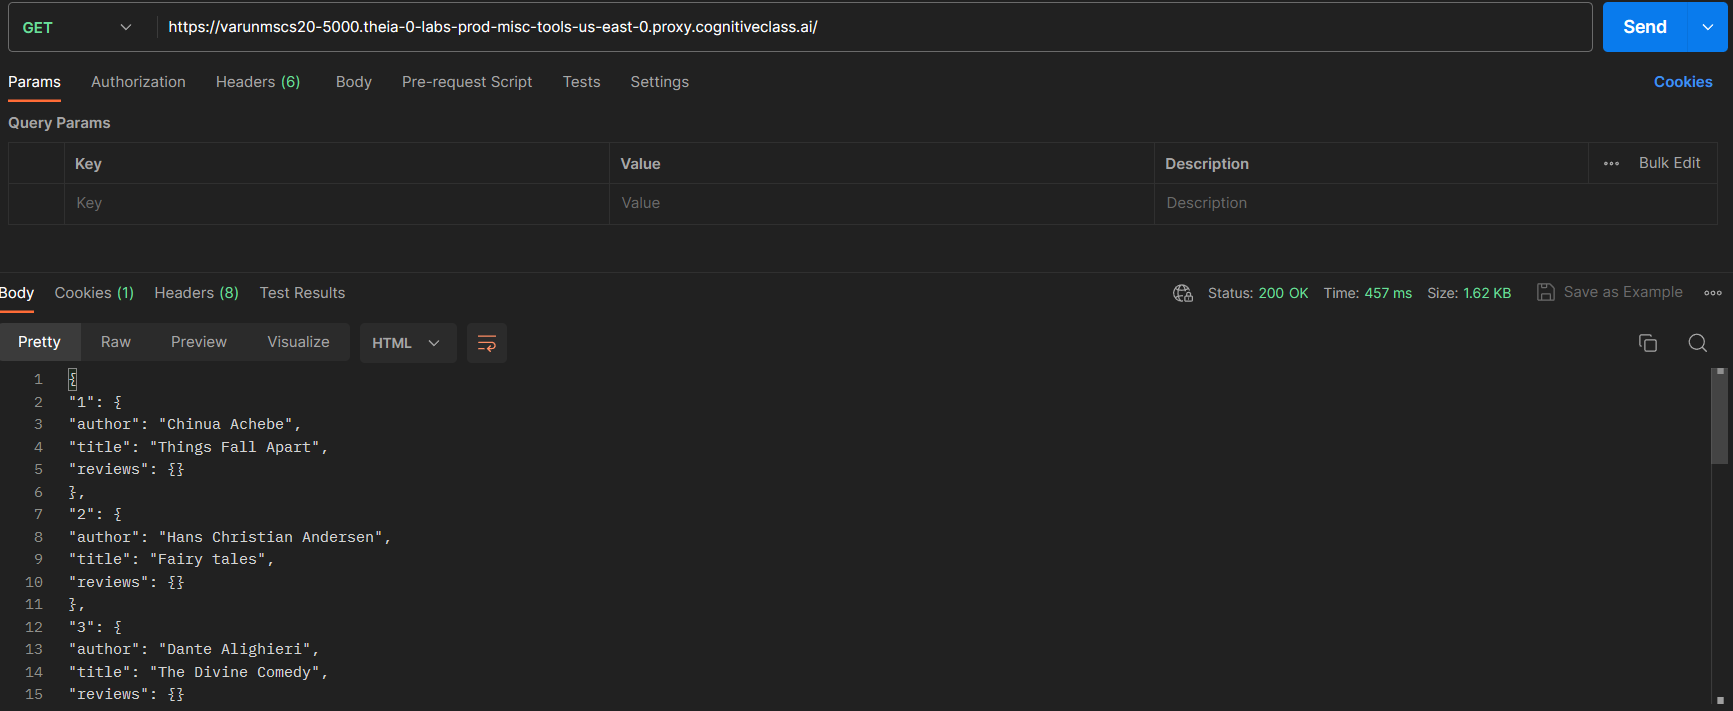 GET https://varunmscs20-5000.theia-0-labs-prod-misc-tools-us-east-0.proxy.cognitiveclass.ai/ Send
Params Authorization Headers (6) Body Pre-request Script Tests Settings Cookies
Query Params
Key Value Description Bulk Edit
Key Value Description
Body Cookies (1) Headers (8) Test Results Status: 200 OK Time: 457 ms Size: 1.62 KB Save as Example
Pretty Raw Preview Visualize HTML
1 {
2 "1": {
3 "author": "Chinua Achebe",
4 "title": "Things Fall Apart",
5 "reviews": {}
6 },
7 "2": {
8 "author": "Hans Christian Andersen",
9 "title": "Fairy tales",
10 "reviews": {}
11 },
12 "3": {
13 "author": "Dante Alighieri",
14 "title": "The Divine Comedy",
15 "reviews": {}